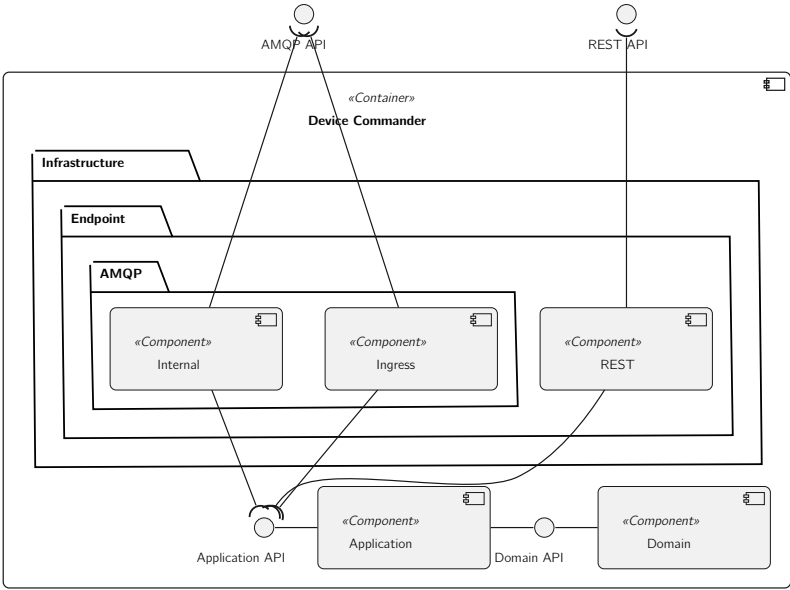 AMQP API
REST API
«Container»
Device Commander
Infrastructure
Endpoint
AMQP
«Component»
Internal
«Component»
Ingress
«Component»
REST
«Component»
Application
«Component»
Domain
Application API
Domain API